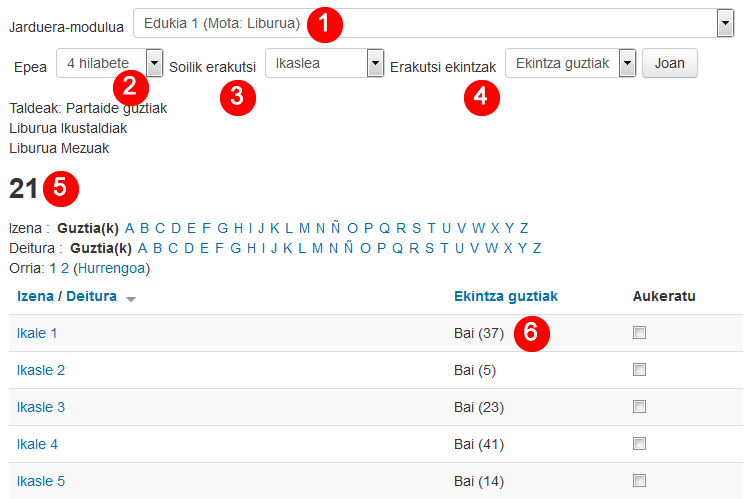 Jarduera-modulua Edukia 1 (Mota: Liburua) 1
Epea 4 hilabete 2 Soilik erakutsi 3 Ikaslea Erakutsi ekintzak 4 Ekintza guztiak Joan
Taldeak: Partaide guztiak
Liburua Ikustaldiak
Liburua Mezuak
21 5
Izena : Guztia(k) A B C D E F G H I J K L M N Ñ O P Q R S T U V W X Y Z
Deitura : Guztia(k) A B C D E F G H I J K L M N Ñ O P Q R S T U V W X Y Z
Orria: 1 2 (Hurrengoa)
Izena / Deitura Ekintza guztiak Aukeratu
Ikale 1 Bai (37) 6
Ikasle 2 Bai (5)
Ikasle 3 Bai (23)
Ikale 4 Bai (41)
Ikasle 5 Bai (14)